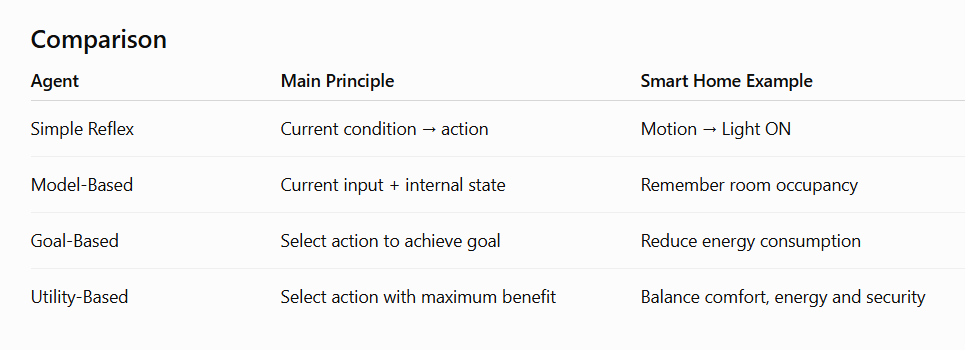 Comparison
Agent Main Principle Smart Home Example
Simple Reflex Current condition → action Motion → Light ON
Model-Based Current input + internal state Remember room occupancy
Goal-Based Select action to achieve goal Reduce energy consumption
Utility-Based Select action with maximum benefit Balance comfort, energy and security